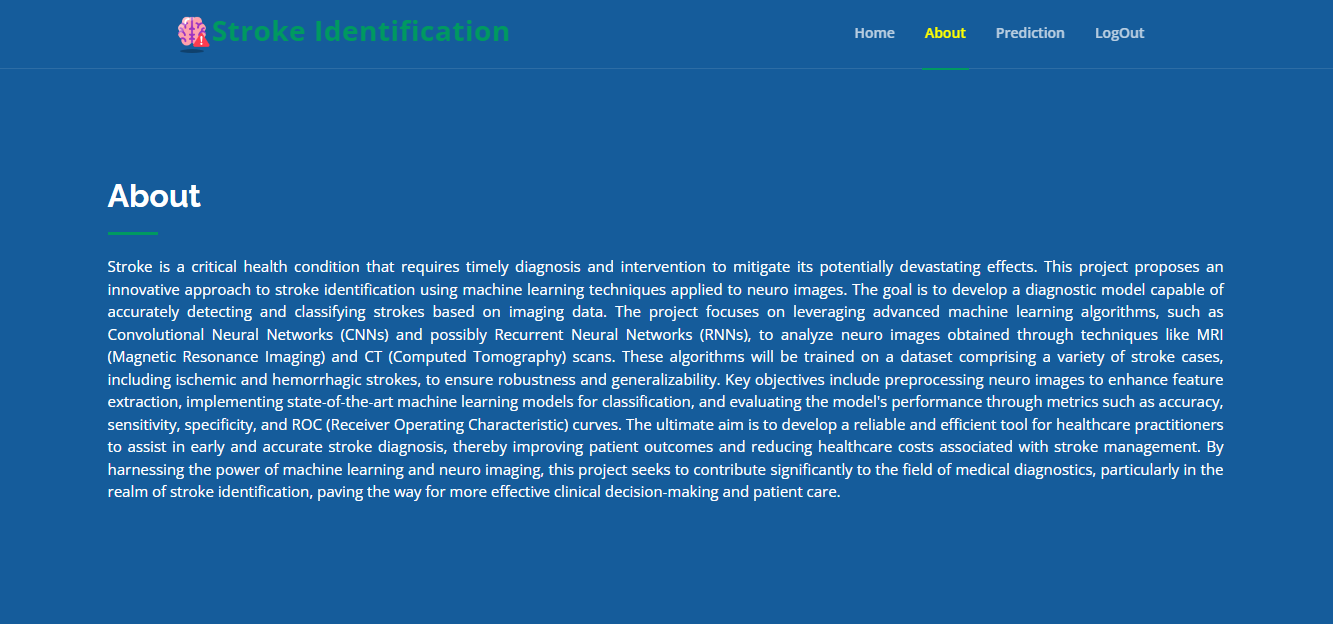 Stroke Identification
Home About Prediction LogOut
About
Stroke is a critical health condition that requires timely diagnosis and intervention to mitigate its potentially devastating effects. This project proposes an
innovative approach to stroke identification using machine learning techniques applied to neuro images. The goal is to develop a diagnostic model capable of
accurately detecting and classifying strokes based on imaging data. The project focuses on leveraging advanced machine learning algorithms, such as
Convolutional Neural Networks (CNNs) and possibly Recurrent Neural Networks (RNNs), to analyze neuro images obtained through techniques like MRI
(Magnetic Resonance Imaging) and CT (Computed Tomography) scans. These algorithms will be trained on a dataset comprising a variety of stroke cases,
including ischemic and hemorrhagic strokes, to ensure robustness and generalizability. Key objectives include preprocessing neuro images to enhance feature
extraction, implementing state-of-the-art machine learning models for classification, and evaluating the model's performance through metrics such as accuracy,
sensitivity, specificity, and ROC (Receiver Operating Characteristic) curves. The ultimate aim is to develop a reliable and efficient tool for healthcare practitioners
to assist in early and accurate stroke diagnosis, thereby improving patient outcomes and reducing healthcare costs associated with stroke management. By
harnessing the power of machine learning and neuro imaging, this project seeks to contribute significantly to the field of medical diagnostics, particularly in the
realm of stroke identification, paving the way for more effective clinical decision-making and patient care.